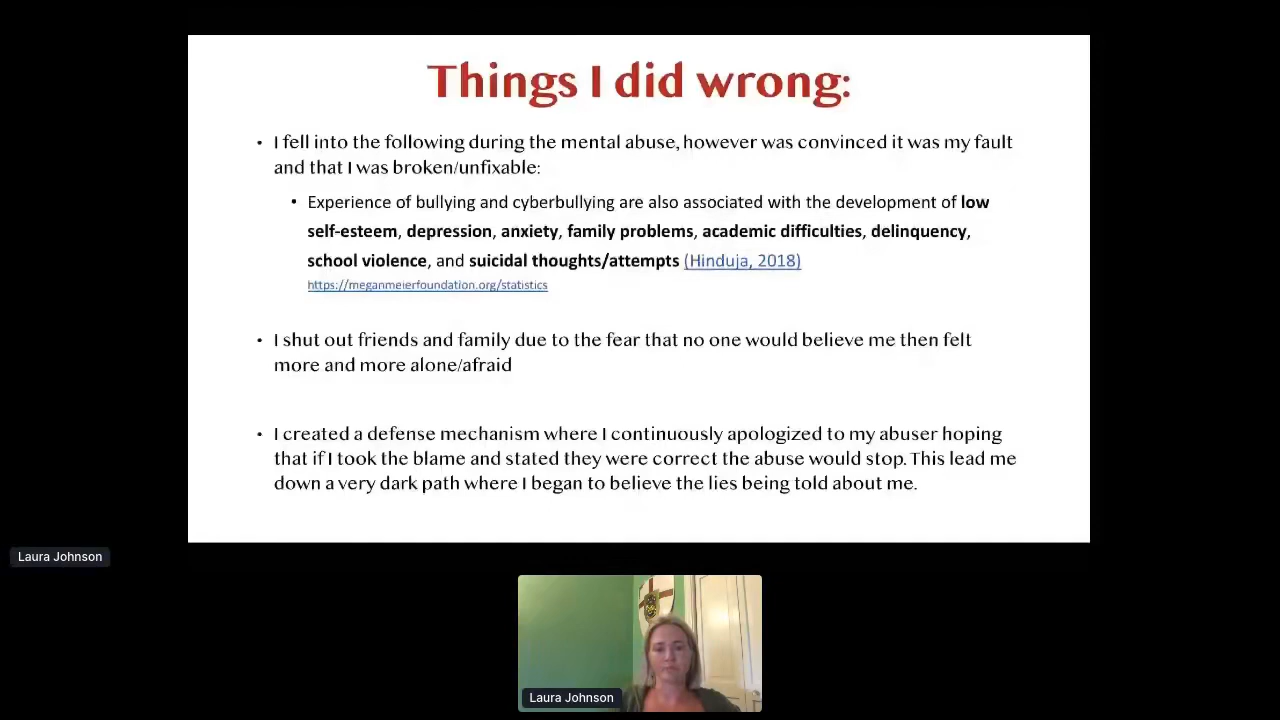 Things I did wrong:
• I fell into the following during the mental abuse, however was convinced it was my fault
and that I was broken/unfixable:
• Experience of bullying and cyberbullying are also associated with the development of low
self-esteem, depression, anxiety, family problems, academic difficulties, delinquency,
school violence, and suicidal thoughts/attempts (Hinduja, 2018)
https://meganmeierfoundation.org/statistics
• I shut out friends and family due to the fear that no one would believe me then felt
more and more alone/afraid
• I created a defense mechanism where I continuously apologized to my abuser hoping
that if I took the blame and stated they were correct the abuse would stop. This lead me
down a very dark path where I began to believe the lies being told about me.
Laura Johnson
Laura Johnson